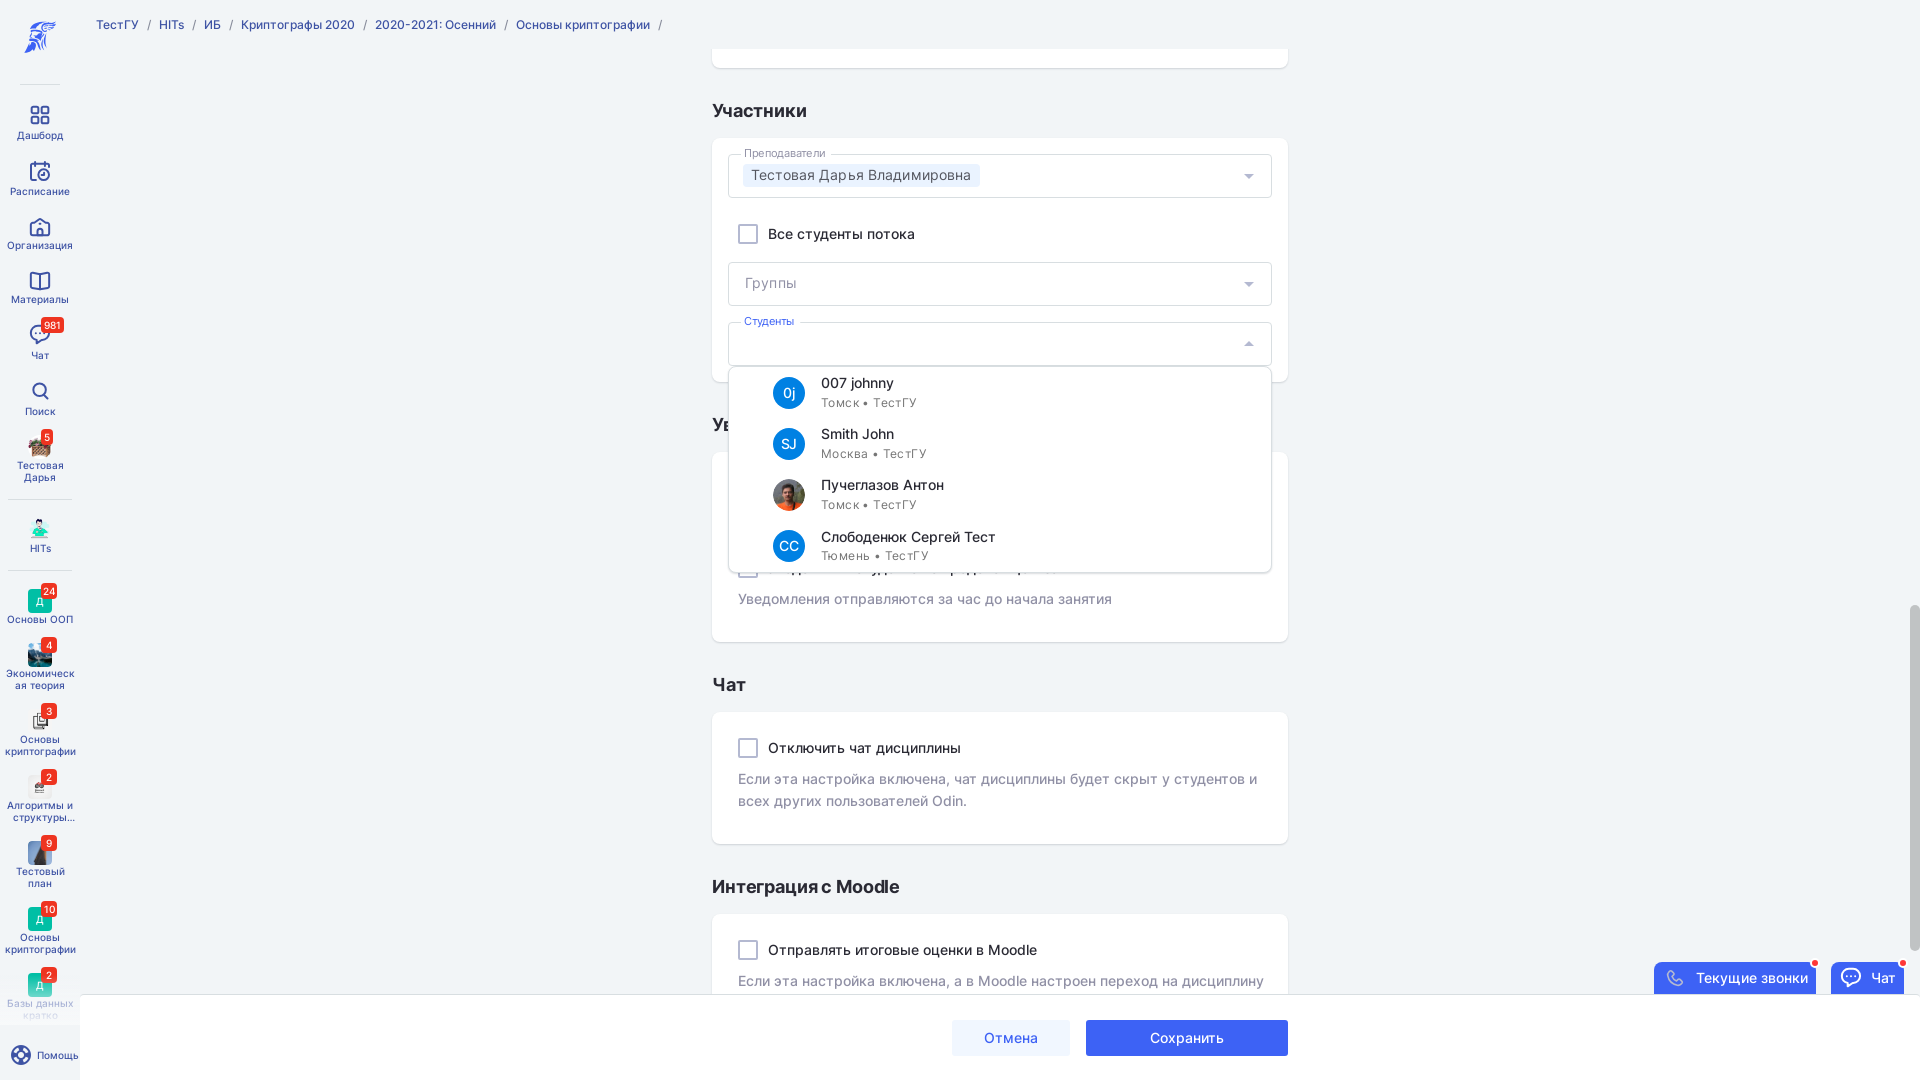 ТестГУ / HITs / ИБ / Криптографы 2020 / 2020-2021: Осенний / Основы криптографии /
Дашборд
Расписание
Организация
Материалы
981
Чат
Поиск
5
Тестовая
Дарья
HITs
24
Д
Основы ООП
4
Экономическ
ая теория
3
Основы
криптографии
2
Алгоритмы и
структуры...
9
Тестовый
план
10
Д
Основы
криптографии
2
Д
Базы данных
кратко
Помощь
Участники
Преподаватели
Тестовая Дарья Владимировна
Все студенты потока
Группы
Студенты
0j
007 johnny
Томск • ТестГУ
SJ
Smith John
Москва • ТестГУ
Пучеглазов Антон
Томск • ТестГУ
СС
Слободенюк Сергей Тест
Тюмень • ТестГУ
Уведомления отправляются за час до начала занятия
Чат
Отключить чат дисциплины
Если эта настройка включена, чат дисциплины будет скрыт у студентов и
всех других пользователей Odin.
Интеграция с Moodle
Отправлять итоговые оценки в Moodle
Если эта настройка включена, а в Moodle настроен переход на дисциплину
Текущие звонки
Чат
Отмена
Сохранить